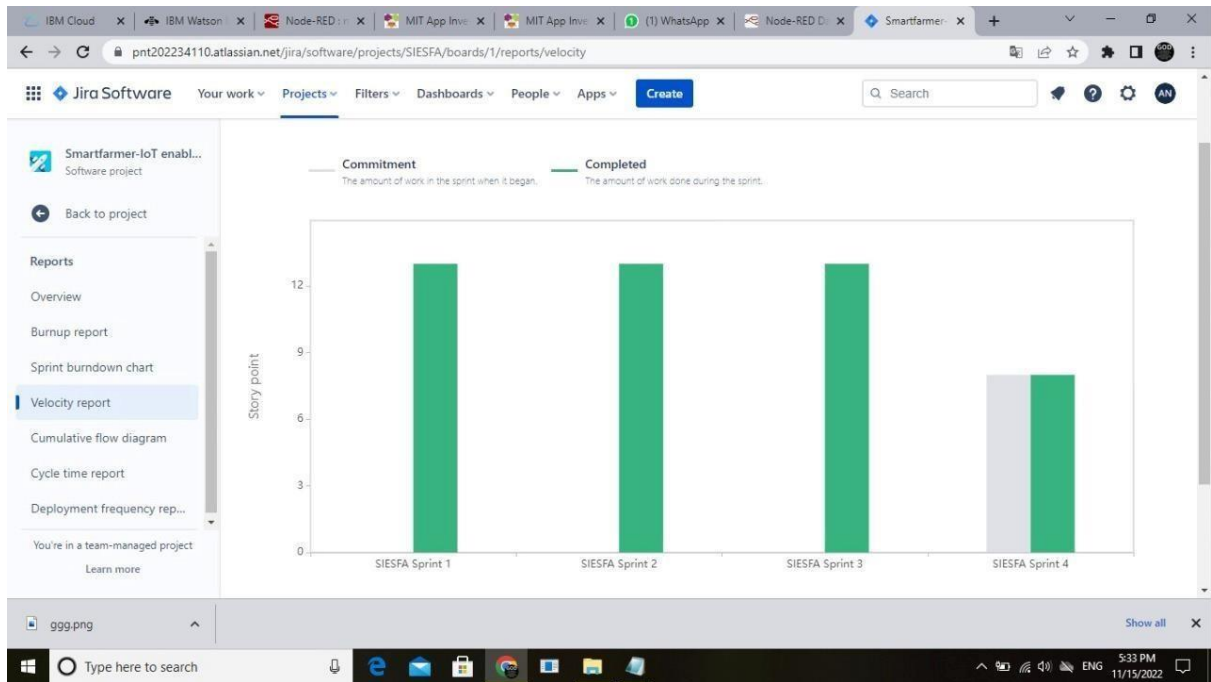 IBM Cloud
IBM Watson
Node-RED : n
MIT App Inve
MIT App Inve
(1) WhatsApp
Node-RED D
Smartfarmer-
pnt202234110.atlassian.net/jira/software/projects/SIESFA/boards/1/reports/velocity
Jira Software
Your work
Projects
Filters
Dashboards
People
Apps
Create
Search
AN
Smartfarmer-IoT enabl...
Software project
Back to project
Reports
Overview
Burnup report
Sprint burndown chart
Velocity report
Cumulative flow diagram
Cycle time report
Deployment frequency rep...
You're in a team-managed project
Learn more
Commitment
The amount of work in the sprint when it began.
Completed
The amount of work done during the sprint.
Story point
12
9
6
3
0
SIESFA Sprint 1
SIESFA Sprint 2
SIESFA Sprint 3
SIESFA Sprint 4
ggg.png
Show all
Type here to search
ENG
5:33 PM
11/15/2022